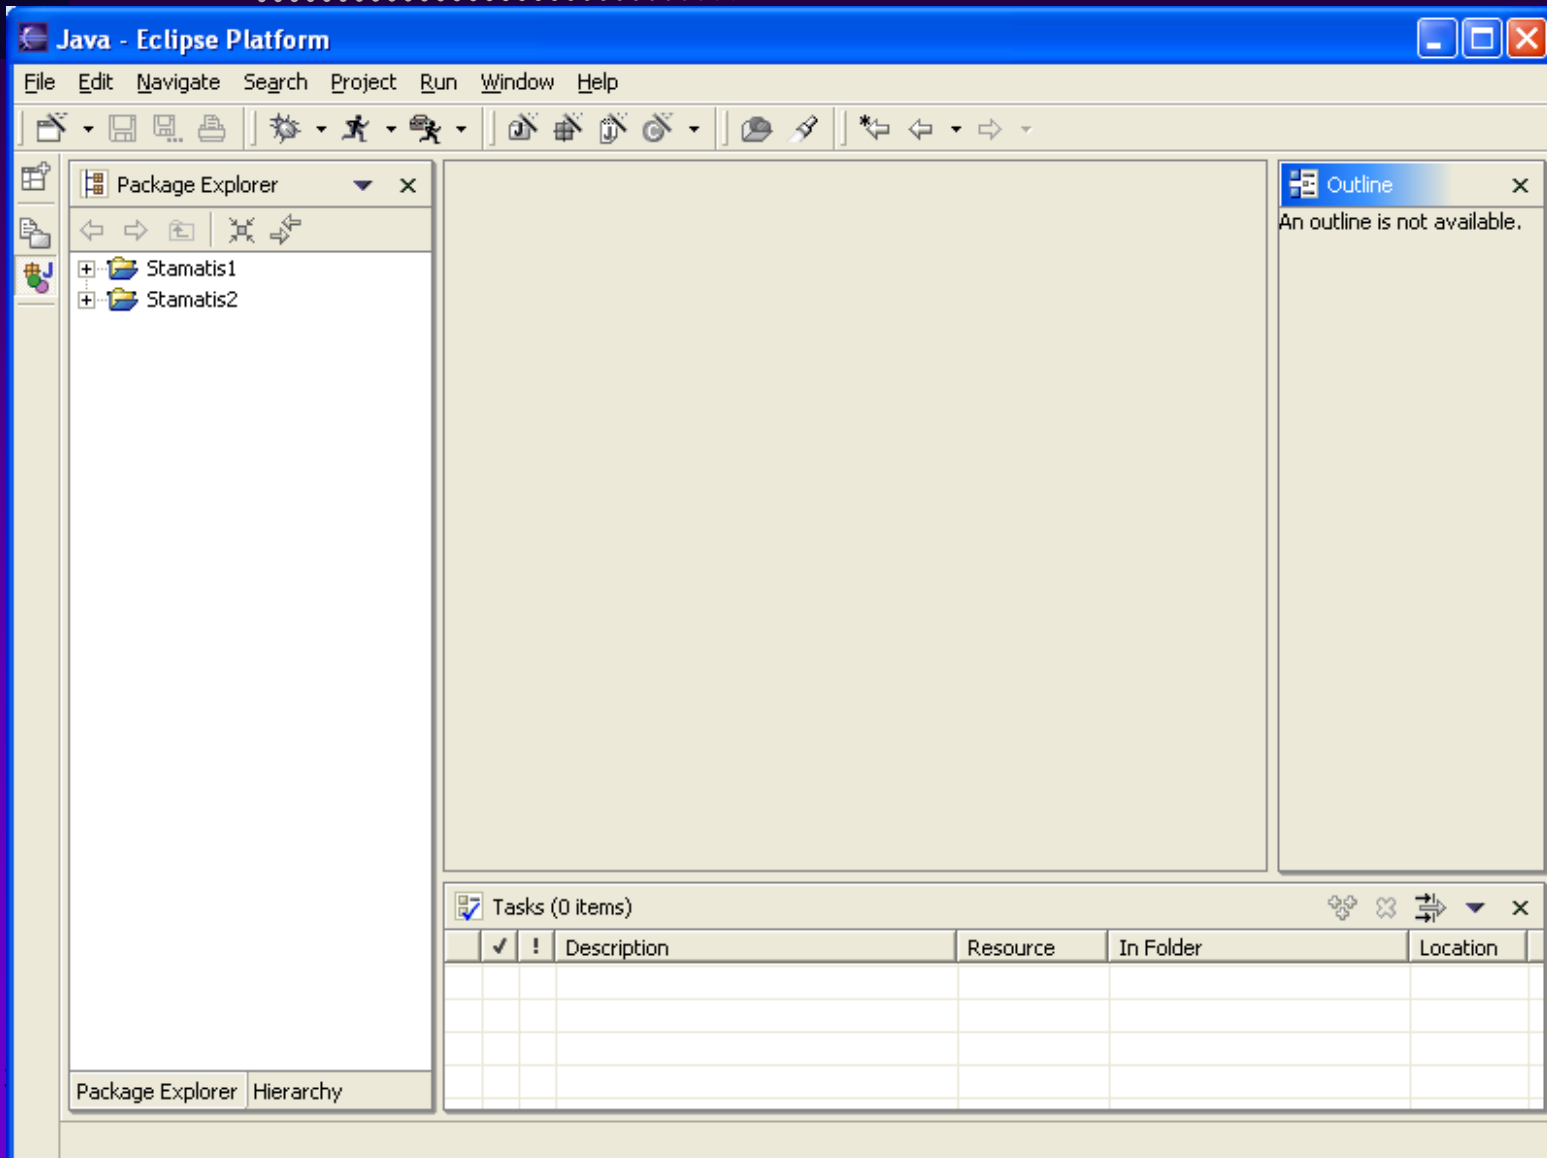 Java - Eclipse Platform
File Edit Navigate Search Project Run Window Help
Package Explorer
Outline
An outline is not available.
Stamatis1
Stamatis2
Tasks (0 items)
! Description Resource In Folder Location
Package Explorer Hierarchy